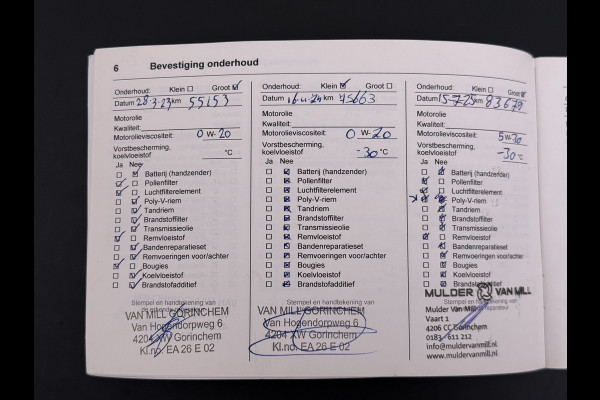 6 Bevestiging onderhoud
Onderhoud: Klein Groot
Datum 28-3-23 km 55153
Motorolie
Kwaliteit:
Motorolieviscositeit: 0 W-20
Vorstbescherming,
koelvloeistof °C
Ja Nee
Batterij (handzender)
Pollenfilter
Luchtfilterelement
Poly-V-riem
Tandriem
Brandstoffilter
Transmissieolie
Remvloeistof
Bandenreparatieset
Remvoeringen voor/achter
Bougies
Koelvloeistof
Brandstofadditief
Stempel en handtekening van
VAN MILL GORINCHEM
Van Hogendorpweg 6
4204 XW Gorinchem
Kl.no. EA 26 E 02
Onderhoud: Klein Groot
Datum 16-4-24 km 75663
Motorolie
Kwaliteit:
Motorolieviscositeit: 0 W-20
Vorstbescherming,
koelvloeistof -30 °C
Ja Nee
Batterij (handzender)
Pollenfilter
Luchtfilterelement
Poly-V-riem
Tandriem
Brandstoffilter
Transmissieolie
Remvloeistof
Bandenreparatieset
Remvoeringen voor/achter
Bougies
Koelvloeistof
Brandstofadditief
Stempel en handtekening van
VAN MILL GORINCHEM
Van Hogendorpweg 6
4204 XW Gorinchem
Kl.no. EA 26 E 02
Onderhoud: Klein Groot
Datum 15-7-25 km 83679
Motorolie
Kwaliteit:
Motorolieviscositeit: 5 W-30
Vorstbescherming,
koelvloeistof -30 °C
Ja Nee
Batterij (handzender)
Pollenfilter
Luchtfilterelement
Poly-V-riem
Tandriem
Brandstoffilter
Transmissieolie
Remvloeistof
Bandenreparatieset
Remvoeringen voor/achter
Bougies
Koelvloeistof
Brandstofadditief
MULDER VAN MILL
Stempel en handtekening van
Mulder Van Mill
Vaart 1
4206 CC Gorinchem
0183 - 611 212
info@muldervanmill.nl
www.muldervanmill.nl